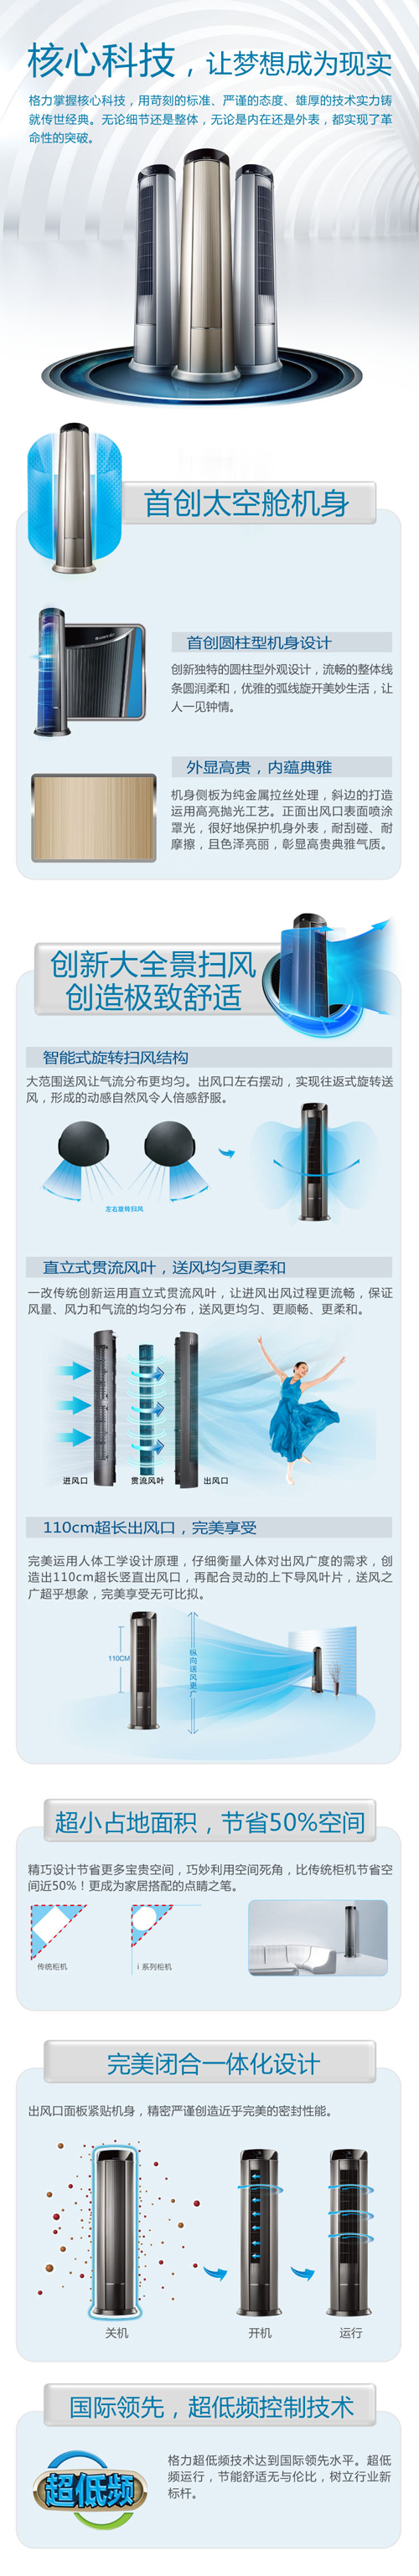 核心科技，让梦想成为现实
格力掌握核心科技，用苛刻的标准、严谨的态度、雄厚的技术实力铸
就传世经典。无论细节还是整体，无论是内在还是外表，都实现了革
命性的突破。
首创太空舱机身
首创圆柱型机身设计
创新独特的圆柱型外观设计，流畅的整体线
条圆润柔和，优雅的弧线旋开美妙生活，让
人一见钟情。
外显高贵，内蕴典雅
机身侧板为纯金属拉丝处理，斜边的打造
运用高亮抛光工艺。正面出风口表面喷涂
罩光，很好地保护机身外表，耐刮碰、耐
摩擦，且色泽亮丽，彰显高贵典雅气质。
创新大全景扫风
创造极致舒适
智能式旋转扫风结构
大范围送风让气流分布更均匀。出风口左右摆动，实现往返式旋转送
风，形成的动感自然风令人倍感舒服。
左右旋转扫风
直立式贯流风叶，送风均匀更柔和
一改传统创新运用直立式贯流风叶，让进风出风过程更流畅，保证
风量、风力和气流的均匀分布，送风更均匀、更顺畅、更柔和。
进风口 贯流风叶 出风口
110cm超长出风口，完美享受
完美运用人体工学设计原理，仔细衡量人体对出风广度的需求，创
造出110cm超长竖直出风口，再配合灵动的上下导风叶片，送风之
广超乎想象，完美享受无可比拟。
110CM
纵向送风更广
超小占地面积，节省50%空间
精巧设计节省更多宝贵空间，巧妙利用空间死角，比传统柜机节省空
间近50%！更成为家居搭配的点睛之笔。
传统柜机 i 系列柜机
完美闭合一体化设计
出风口面板紧贴机身，精密严谨创造近乎完美的密封性能。
关机 开机 运行
国际领先，超低频控制技术
格力超低频技术达到国际领先水平。超低
频运行，节能舒适无与伦比，树立行业新
标杆。
超低频